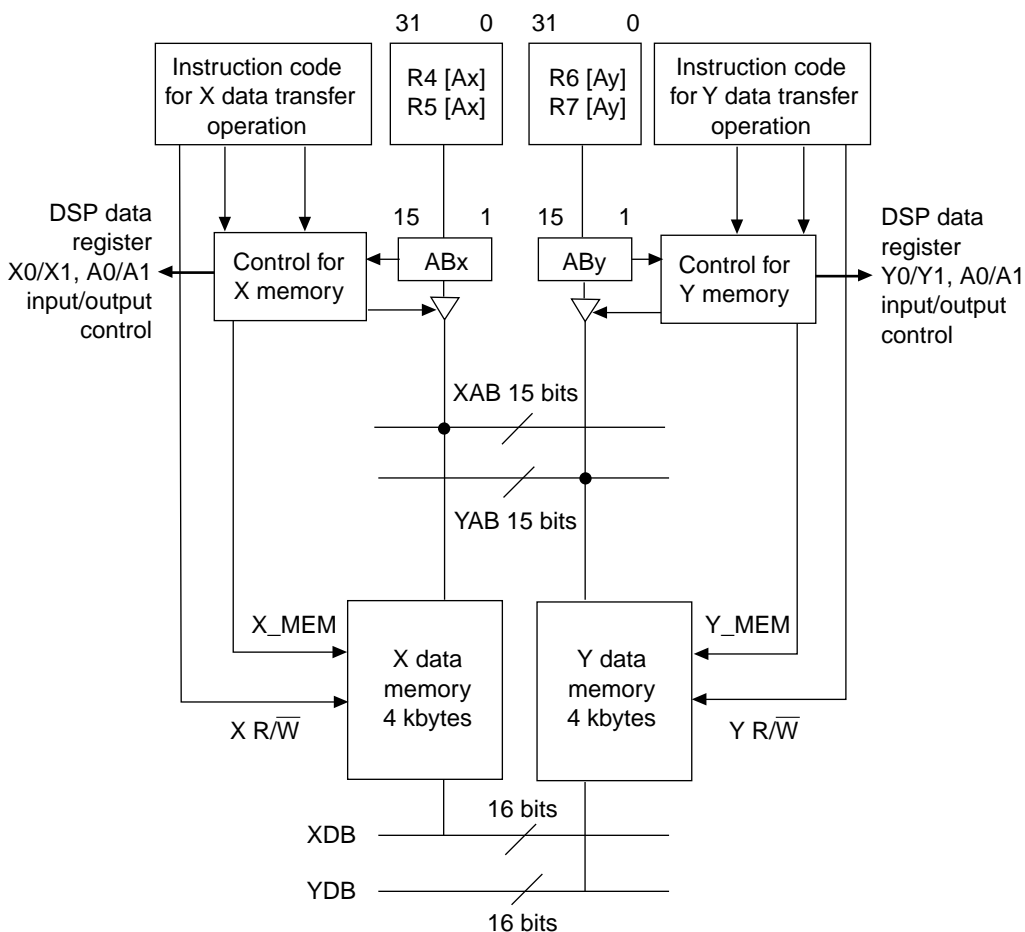 31 0 31 0
Instruction code
for X data transfer
operation
R4 [Ax]
R5 [Ax]
R6 [Ay]
R7 [Ay]
Instruction code
for Y data transfer
operation
15 1 15 1
DSP data
register
X0/X1, A0/A1
input/output
control
Control for
X memory
ABx
ABy
Control for
Y memory
DSP data
register
Y0/Y1, A0/A1
input/output
control
XAB 15 bits
YAB 15 bits
X_MEM
X R/W̅
X data
memory
4 kbytes
Y data
memory
4 kbytes
Y_MEM
Y R/W̅
16 bits
XDB
YDB
16 bits